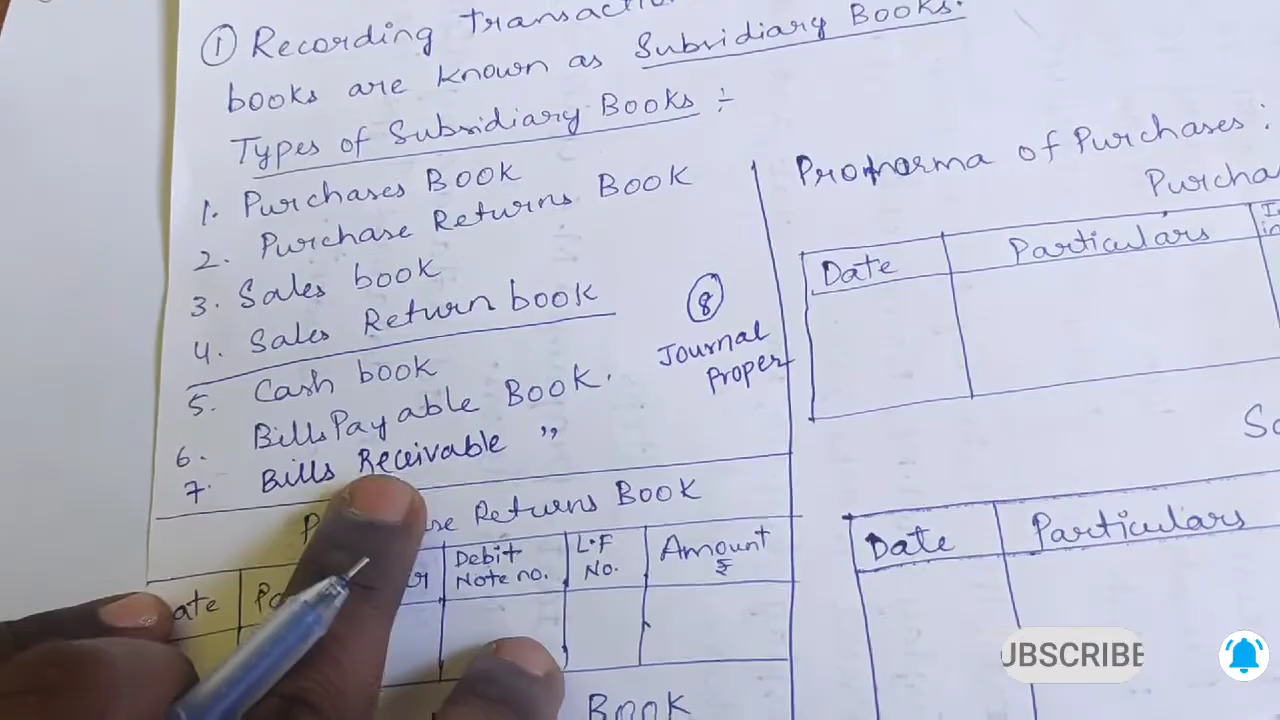 ① Recording Transactio
books are known as Subsidiary Books.
Types of Subsidiary Books ÷
1. Purchases Book
2. Purchase Returns Book
3. Sales book
4. Sales Return book
5. Cash book
6. Bills Payable Book.
7. Bills Receivable ,,
⑧
Journal
Proper
Returns Book
ate
Debit
Note no.
L.F
No.
Amount
₹
Book
Proforma of Purchases:
Purcha
Date
Particulars
Date
Particulars
UBSCRIBE